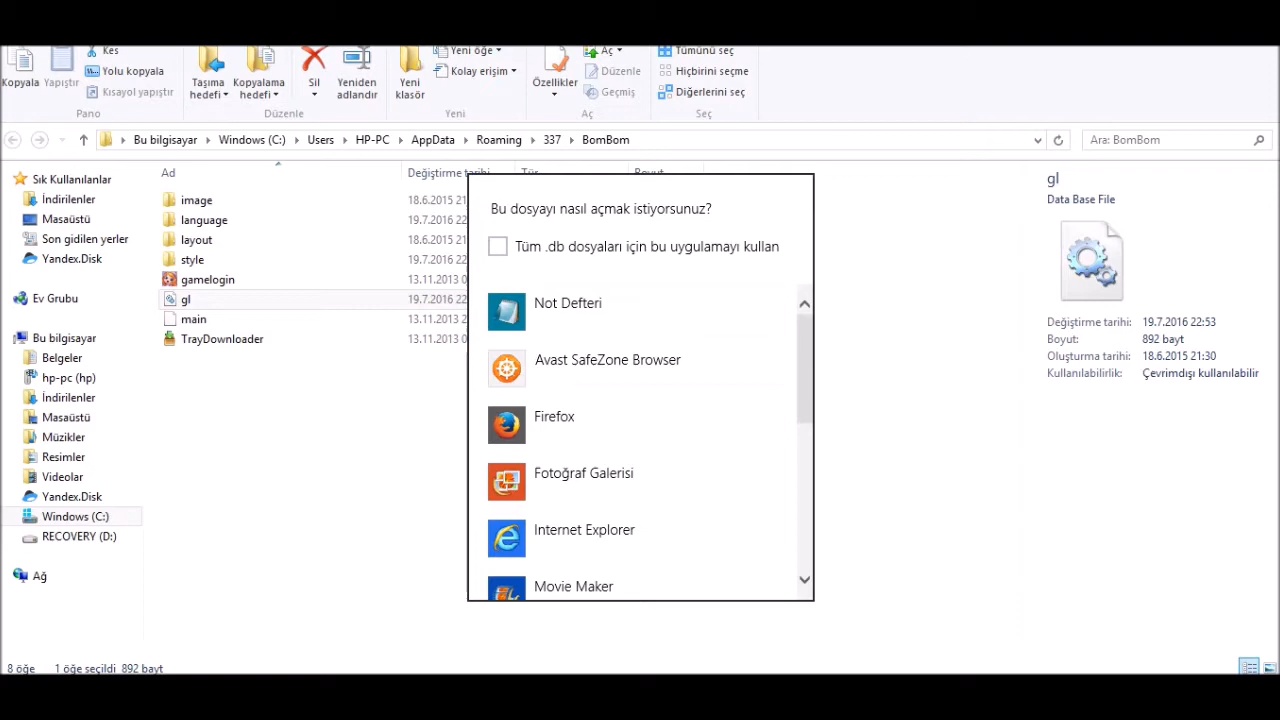 Kes
Yolu kopyala
Kısayol yapıştır
Kopyala
Yapıştır
Pano
Taşıma
hedefi
Kopyalama
hedefi
Sil
Yeniden
adlandır
Düzenle
Yeni
klasör
Yeni öğe
Kolay erişim
Yeni
Özellikler
Aç
Düzenle
Geçmiş
Aç
Tümünü seç
Hiçbirini seçme
Diğerlerini seç
Seç
Bu bilgisayar
Windows (C:)
Users
HP-PC
AppData
Roaming
337
BomBom
Ara: BomBom
Sık Kullanılanlar
İndirilenler
Masaüstü
Son gidilen yerler
Yandex.Disk
Ev Grubu
Bu bilgisayar
Belgeler
hp-pc (hp)
İndirilenler
Masaüstü
Müzikler
Resimler
Videolar
Yandex.Disk
Windows (C:)
RECOVERY (D:)
Ağ
Ad
Değiştirme tarihi
Tür
Boyut
image 18.6.2015 21
language 19.7.2016 22
layout 18.6.2015 21
style 19.7.2016 22
gamelogin 13.11.2013 0
gl 19.7.2016 22
main 13.11.2013
TrayDownloader 13.11.2013
Bu dosyayı nasıl açmak istiyorsunuz?
Tüm .db dosyaları için bu uygulamayı kullan
Not Defteri
Avast SafeZone Browser
Firefox
Fotoğraf Galerisi
Internet Explorer
Movie Maker
gl
Data Base File
Değiştirme tarihi: 19.7.2016 22:53
Boyut: 892 bayt
Oluşturma tarihi: 18.6.2015 21:30
Kullanılabilirlik: Çevrimdışı kullanılabilir
8 öğe 1 öğe seçildi 892 bayt